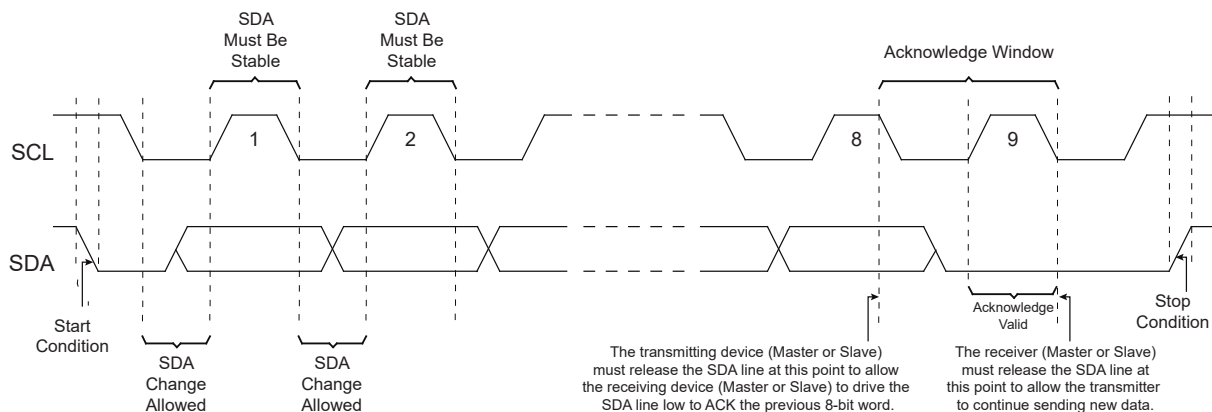 SDA
Must Be
Stable
SDA
Must Be
Stable
Acknowledge Window
SCL
1
2
8
9
SDA
Start
Condition
SDA
Change
Allowed
SDA
Change
Allowed
Acknowledge
Valid
Stop
Condition
The transmitting device (Master or Slave)
must release the SDA line at this point to allow
the receiving device (Master or Slave) to drive the
SDA line low to ACK the previous 8-bit word.
The receiver (Master or Slave)
must release the SDA line at
this point to allow the transmitter
to continue sending new data.